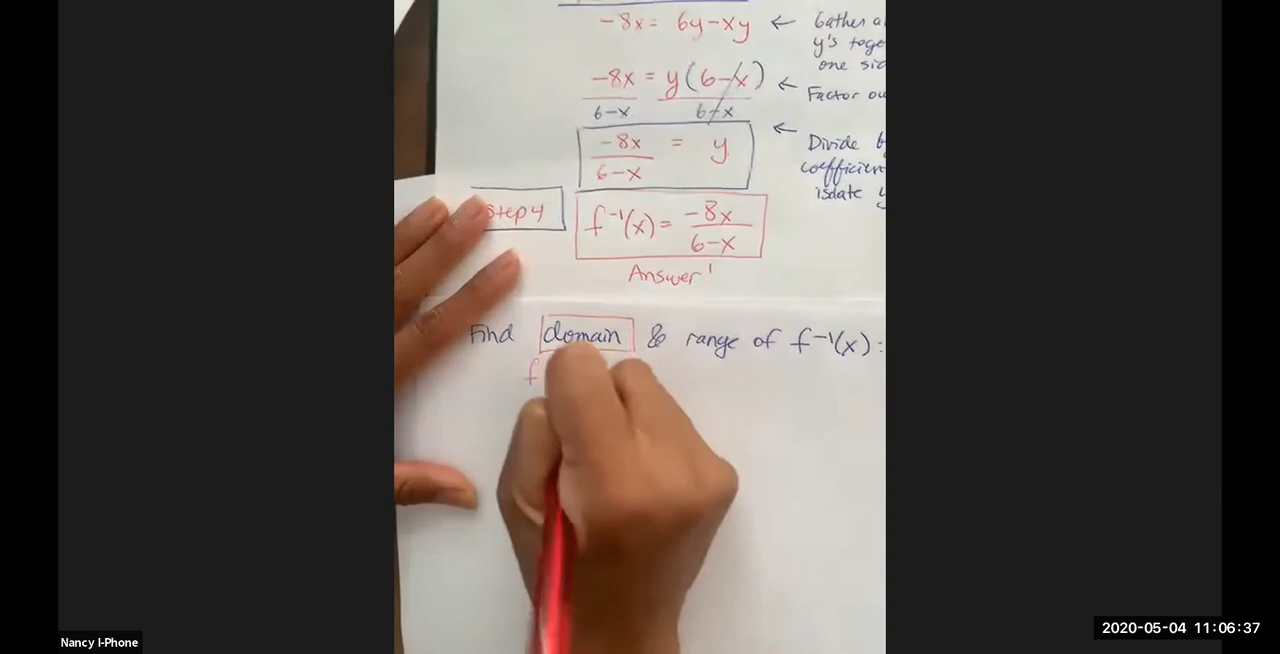 -8x = 6y-xy ← Gather a
y's toge
one sid
-8x = y(6-x) ← Factor ou
6-x 6-x
-8x = y ← Divide b
6-x coefficien
isolate y
Step 4
f⁻¹(x) = -8x
6-x
Answer!
Find domain & range of f⁻¹(x):
f
Nancy I-Phone
2020-05-04 11:06:37